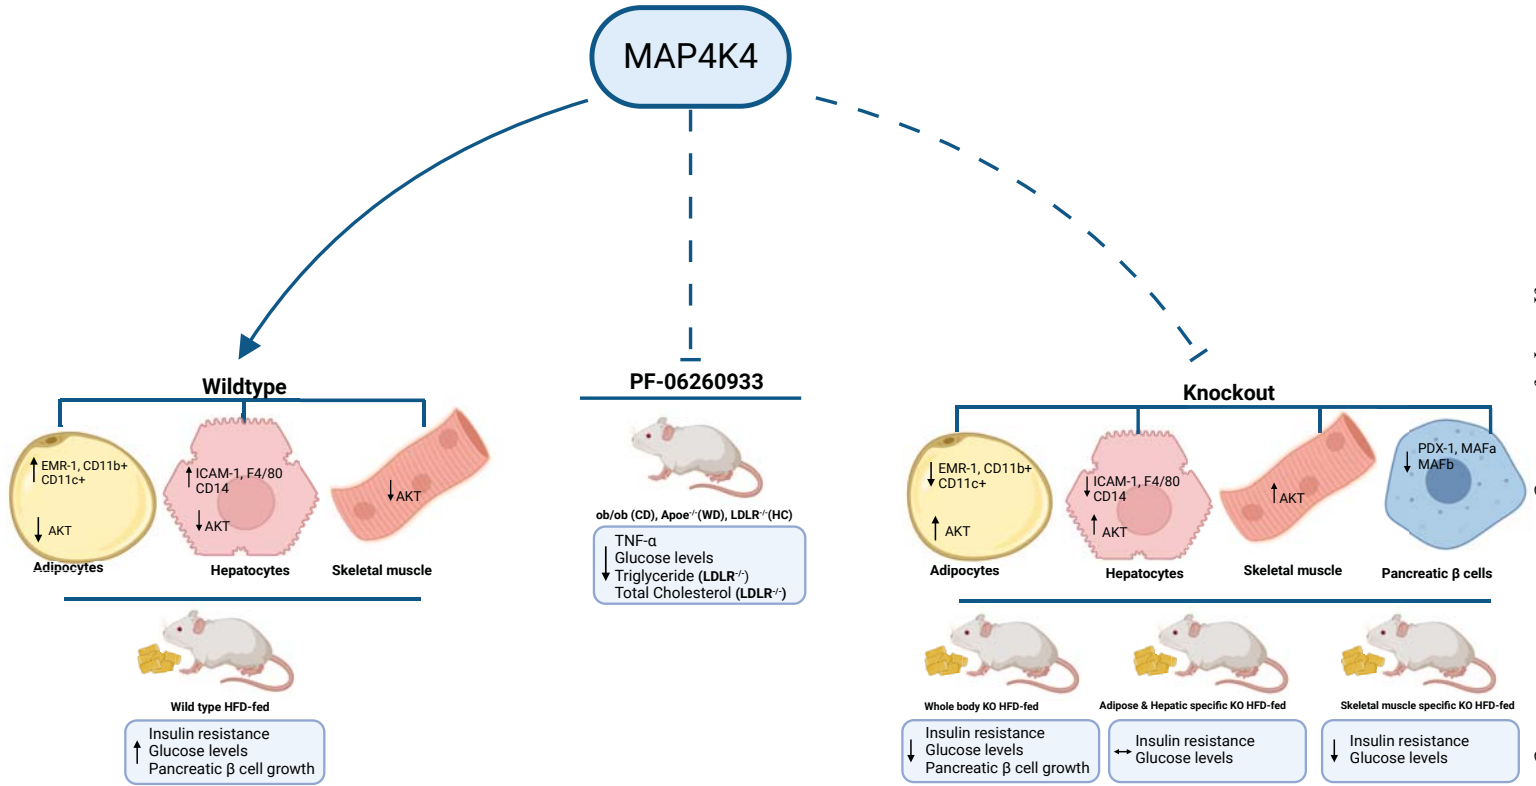 MAP4K4
Wildtype
EMR-1, CD11b+
CD11c+
AKT
Adipocytes
ICAM-1, F4/80
CD14
AKT
Hepatocytes
AKT
Skeletal muscle
Wild type HFD-fed
Insulin resistance
Glucose levels
Pancreatic β cell growth
PF-06260933
ob/ob (CD), Apoe⁻/⁻(WD), LDLR⁻/⁻(HC)
TNF-α
Glucose levels
Triglyceride (LDLR⁻/⁻)
Total Cholesterol (LDLR⁻/⁻)
Knockout
EMR-1, CD11b+
CD11c+
AKT
Adipocytes
ICAM-1, F4/80
CD14
AKT
Hepatocytes
AKT
Skeletal muscle
PDX-1, MAFa
MAFb
Pancreatic β cells
Whole body KO HFD-fed
Insulin resistance
Glucose levels
Pancreatic β cell growth
Adipose & Hepatic specific KO HFD-fed
Insulin resistance
Glucose levels
Skeletal muscle specific KO HFD-fed
Insulin resistance
Glucose levels